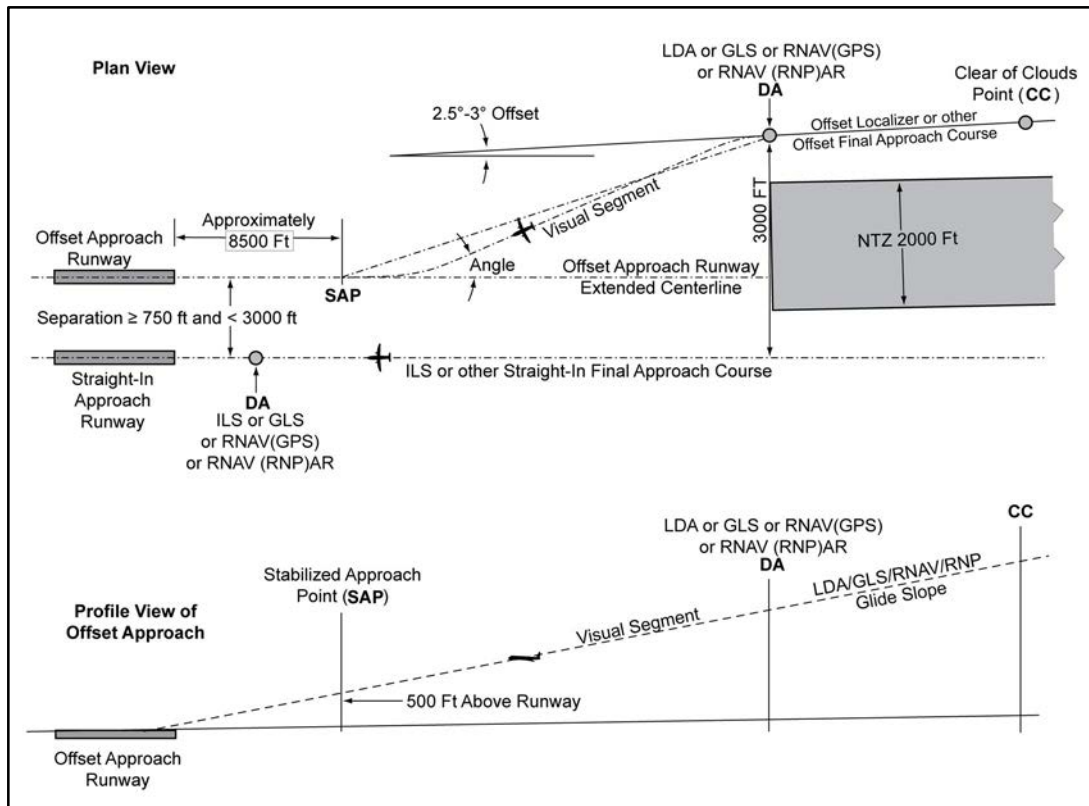 Plan View
LDA or GLS or RNAV(GPS)
or RNAV (RNP)AR
DA
Clear of Clouds
Point (CC)
2.5°-3° Offset
Offset Localizer or other
Offset Final Approach Course
Approximately
8500 Ft
Offset Approach
Runway
Visual Segment
3000 FT
NTZ 2000 Ft
Angle
SAP
Offset Approach Runway
Extended Centerline
Separation ≥ 750 ft and < 3000 ft
Straight-In
Approach
Runway
DA
ILS or GLS
or RNAV(GPS)
or RNAV (RNP)AR
ILS or other Straight-In Final Approach Course
Profile View of
Offset Approach
Stabilized Approach
Point (SAP)
LDA or GLS or RNAV(GPS)
or RNAV (RNP)AR
DA
CC
LDA/GLS/RNAV/RNP
Glide Slope
Visual Segment
500 Ft Above Runway
Offset Approach
Runway